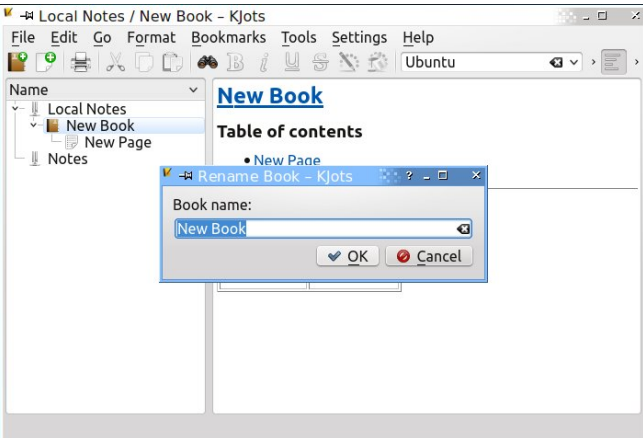 Local Notes / New Book – KJots
File Edit Go Format Bookmarks Tools Settings Help
B i U S Ubuntu
Name
Local Notes
New Book
New Page
Notes
New Book
Table of contents
• New Page
Rename Book – KJots ?
Book name:
New Book
OK Cancel